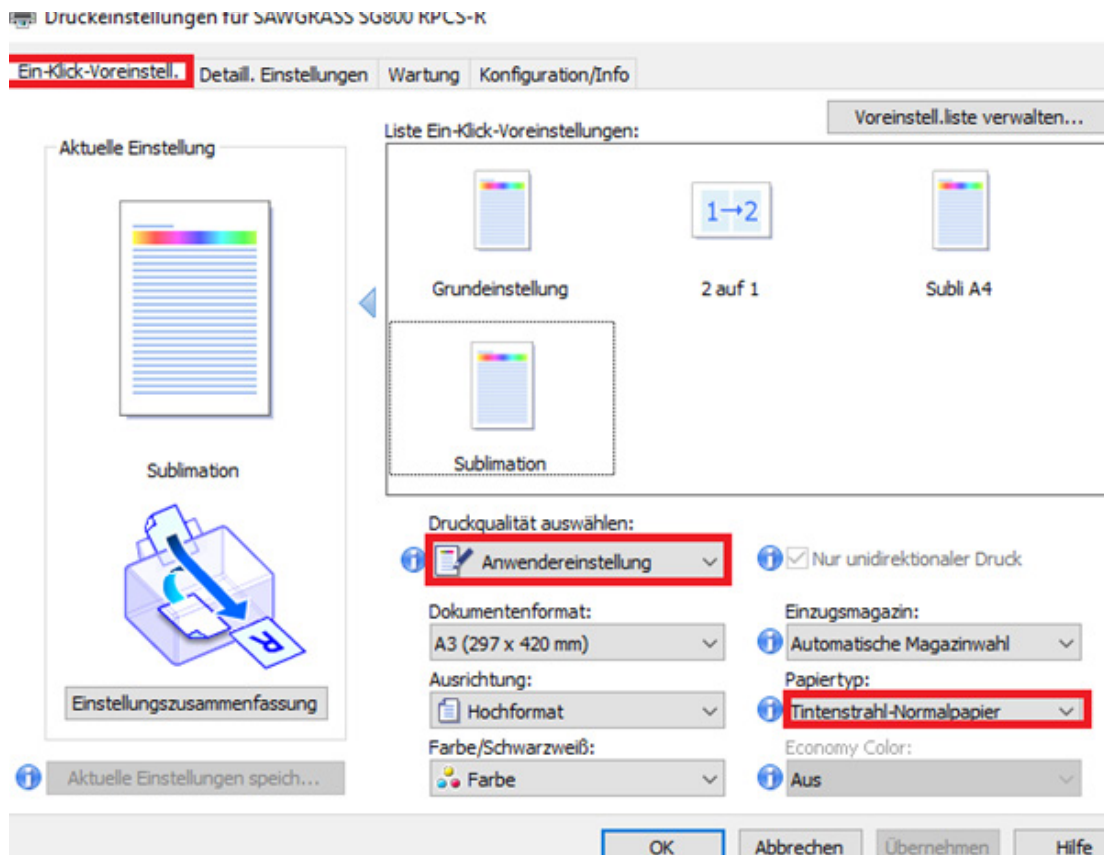 Druckeinstellungen für SAWGRASS SG800 RPCS-R
Ein-Klick-Voreinstell. Detaill. Einstellungen Wartung Konfiguration/Info
Voreinstell.liste verwalten...
Aktuelle Einstellung
Liste Ein-Klick-Voreinstellungen:
1→2
Grundeinstellung 2 auf 1 Subli A4
Sublimation
Sublimation
Druckqualität auswählen:
Anwendereinstellung Nur unidirektionaler Druck
Dokumentenformat: Einzugsmagazin:
A3 (297 x 420 mm) Automatische Magazinwahl
Ausrichtung: Papiertyp:
Einstellungszusammenfassung Hochformat Tintenstrahl-Normalpapier
Farbe/Schwarzweiß: Economy Color:
Aktuelle Einstellungen speich... Farbe Aus
OK Abbrechen Übernehmen Hilfe
R